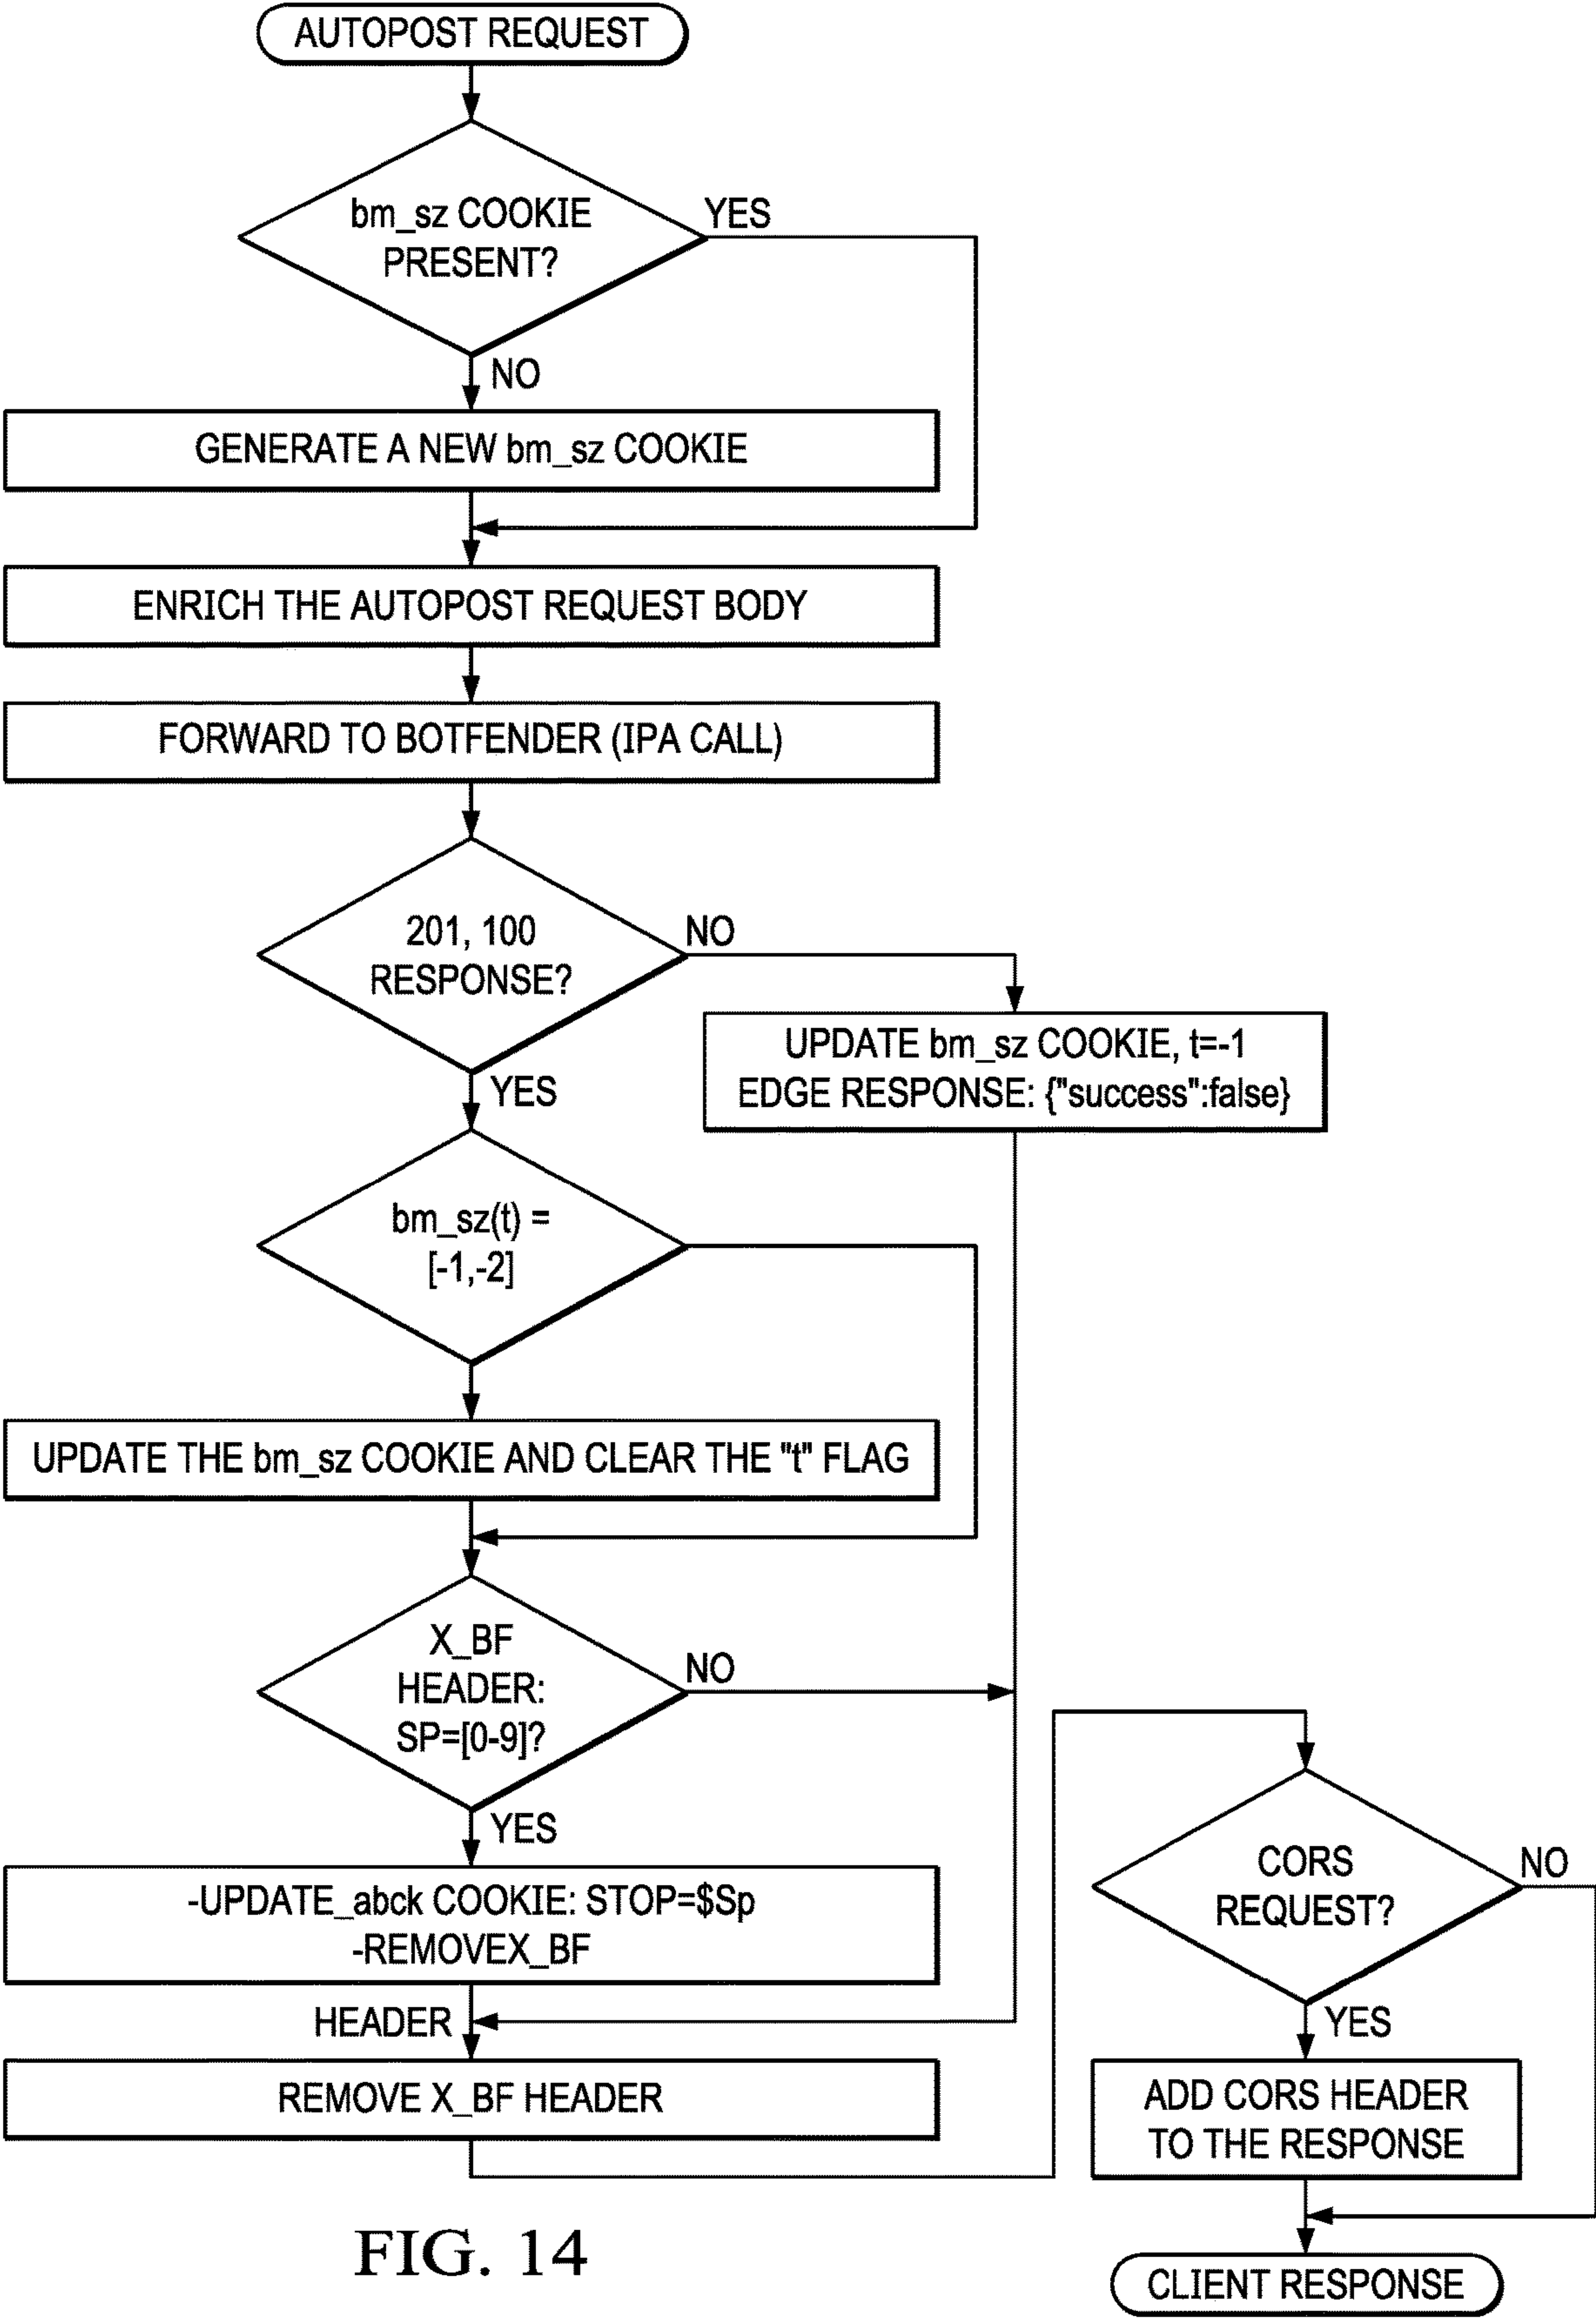 AUTOPOST REQUEST
bm_sz COOKIE
PRESENT?
YES
NO
GENERATE A NEW bm_sz COOKIE
ENRICH THE AUTOPOST REQUEST BODY
FORWARD TO BOTFENDER (IPA CALL)
201, 100
RESPONSE?
NO
YES
UPDATE bm_sz COOKIE, t=-1
EDGE RESPONSE: {"success":false}
bm_sz(t) =
[-1,-2]
UPDATE THE bm_sz COOKIE AND CLEAR THE "t" FLAG
X_BF
HEADER:
SP=[0-9]?
NO
YES
-UPDATE_abck COOKIE: STOP=$Sp
-REMOVEX_BF
HEADER
REMOVE X_BF HEADER
CORS
REQUEST?
NO
YES
ADD CORS HEADER
TO THE RESPONSE
CLIENT RESPONSE
FIG. 14